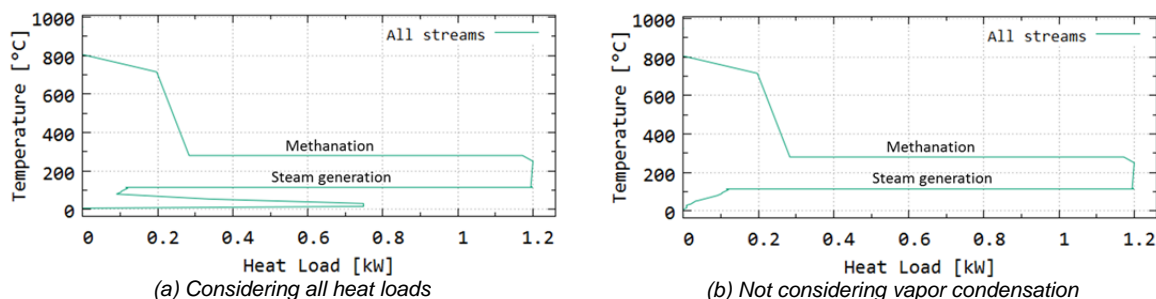 1000
800
600
400
200
0
Temperature [°C]
All streams
Methanation
Steam generation
0 0.2 0.4 0.6 0.8 1 1.2
Heat Load [kW]
(a) Considering all heat loads
1000
800
600
400
200
0
Temperature [°C]
All streams
Methanation
Steam generation
0 0.2 0.4 0.6 0.8 1 1.2
Heat Load [kW]
(b) Not considering vapor condensation